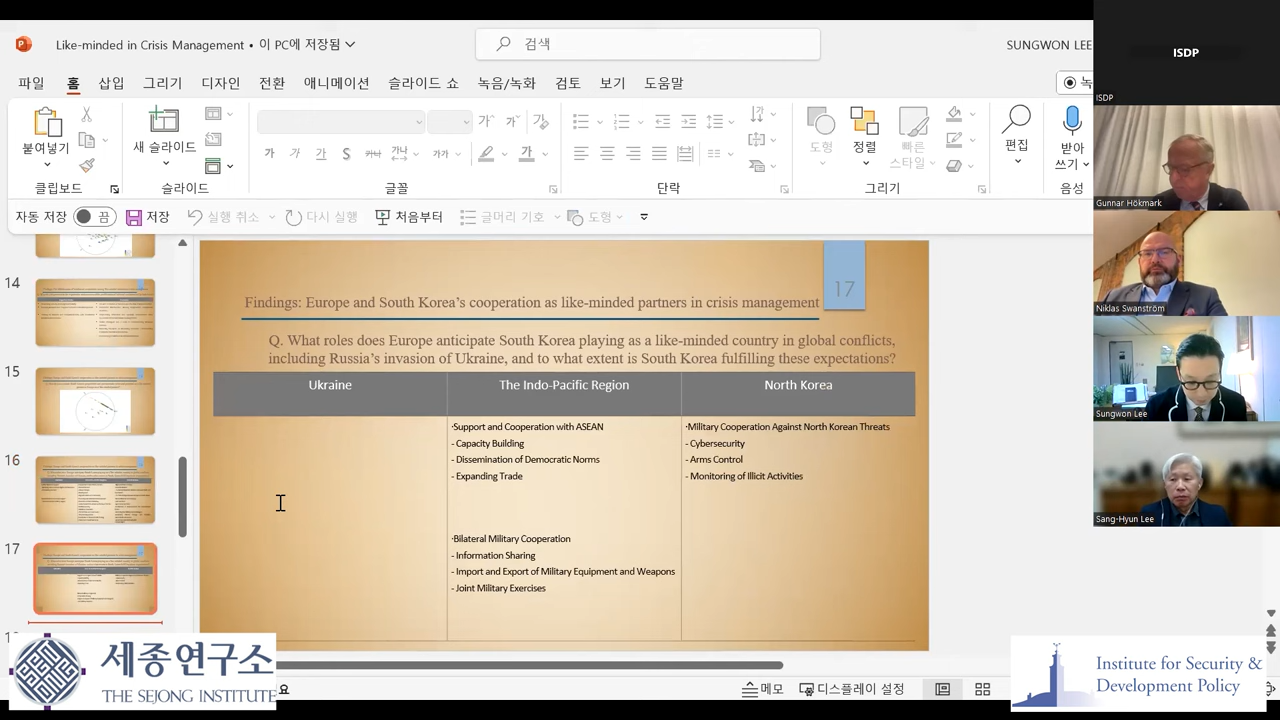 Like-minded in Crisis Management • 이 PC에 저장됨
검색
SUNGWON LEE
파일 홈 삽입 그리기 디자인 전환 애니메이션 슬라이드 쇼 녹음/녹화 검토 보기 도움말
붙여넣기
새 슬라이드
가 가 가 S 가나 가나 가가 가
도형
정렬
빠른 스타일
편집
받아쓰기
클립보드
슬라이드
글꼴
단락
그리기
음성
자동 저장 끔 저장 실행 취소 다시 실행 처음부터 글머리 기호 도형
14
15
16
17
17
Findings: Europe and South Korea's cooperation as like-minded partners in crisis management
Q. What roles does Europe anticipate South Korea playing as a like-minded country in global conflicts,
including Russia's invasion of Ukraine, and to what extent is South Korea fulfilling these expectations?
Ukraine
The Indo-Pacific Region
North Korea
·Support and Cooperation with ASEAN
- Capacity Building
- Dissemination of Democratic Norms
- Expanding Trade
·Bilateral Military Cooperation
- Information Sharing
- Import and Export of Military Equipment and Weapons
- Joint Military Exercises
·Military Cooperation Against North Korean Threats
- Cybersecurity
- Arms Control
- Monitoring of Illicit Activities
메모 디스플레이 설정
ISDP
ISDP
Gunnar Hökmark
Niklas Swanström
Sungwon Lee
Sang-Hyun Lee
세종연구소
THE SEJONG INSTITUTE
Institute for Security &
Development Policy